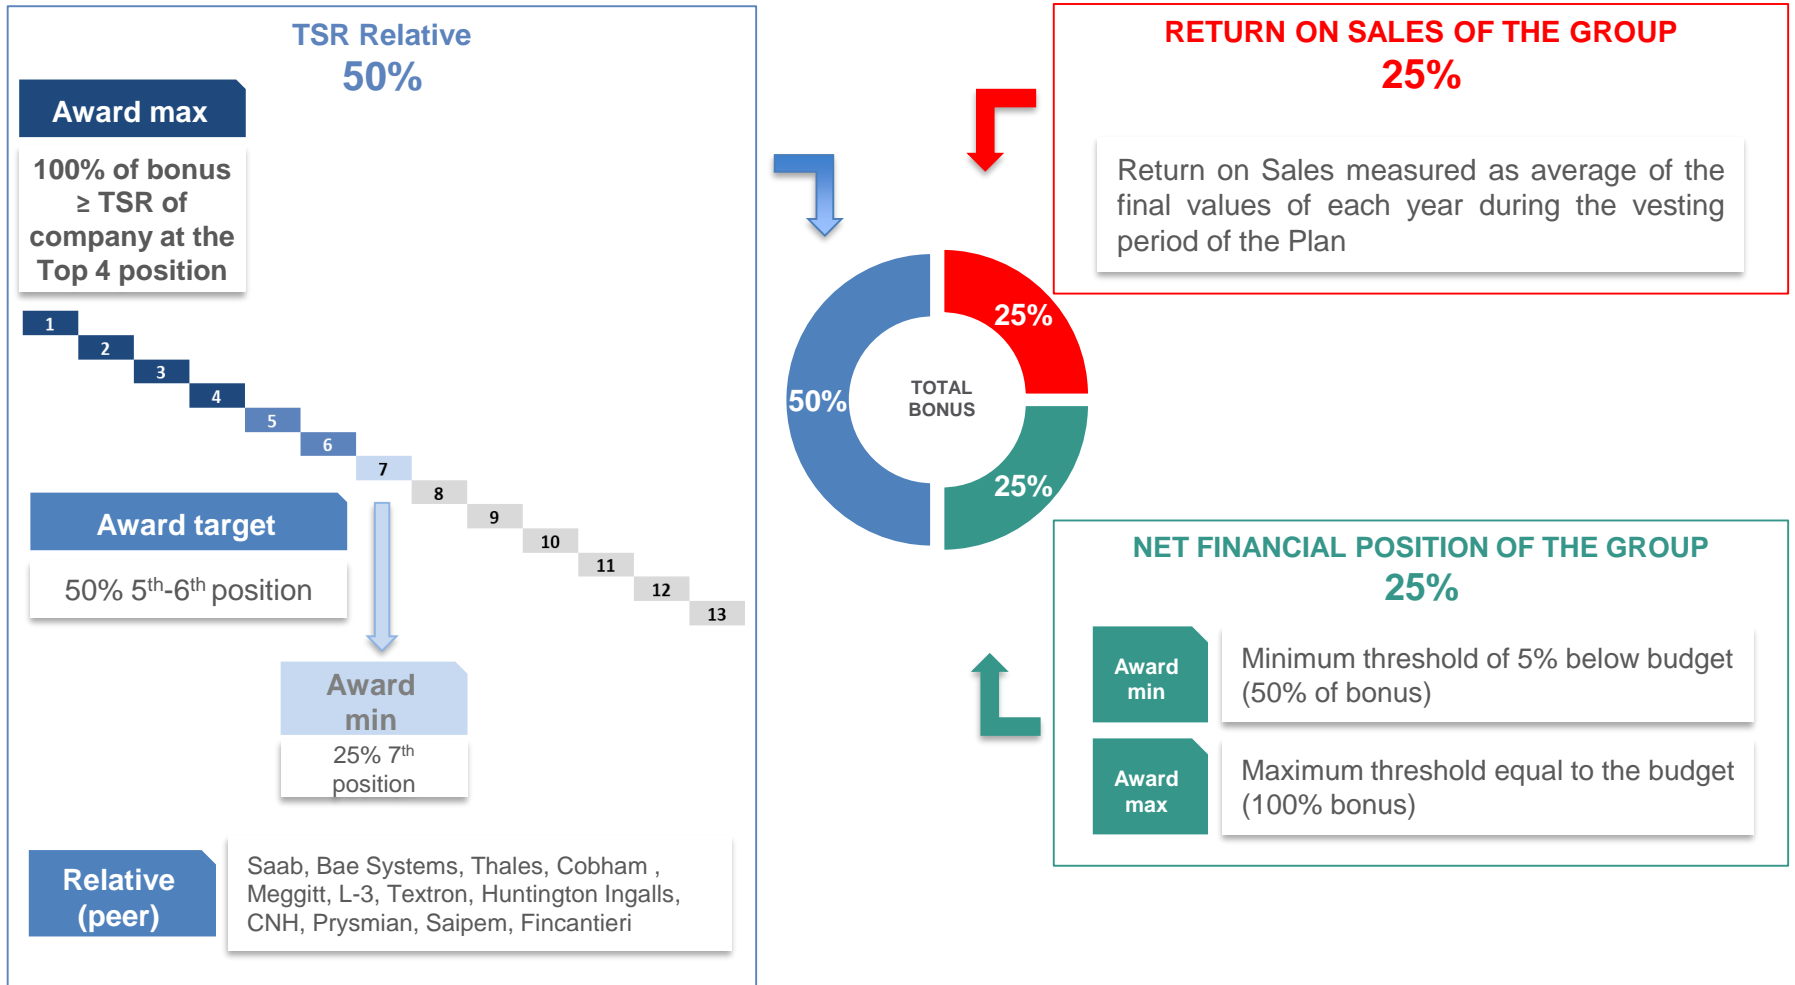 TSR Relative
50%
Award max
100% of bonus
≥ TSR of
company at the
Top 4 position
1
2
3
4
5
6
7
8
9
10
11
12
13
Award target
50% 5th-6th position
Award
min
25% 7th
position
Relative
(peer)
Saab, Bae Systems, Thales, Cobham ,
Meggitt, L-3, Textron, Huntington Ingalls,
CNH, Prysmian, Saipem, Fincantieri
50%
25%
25%
TOTAL
BONUS
RETURN ON SALES OF THE GROUP
25%
Return on Sales measured as average of the
final values of each year during the vesting
period of the Plan
NET FINANCIAL POSITION OF THE GROUP
25%
Award
min
Minimum threshold of 5% below budget
(50% of bonus)
Award
max
Maximum threshold equal to the budget
(100% bonus)